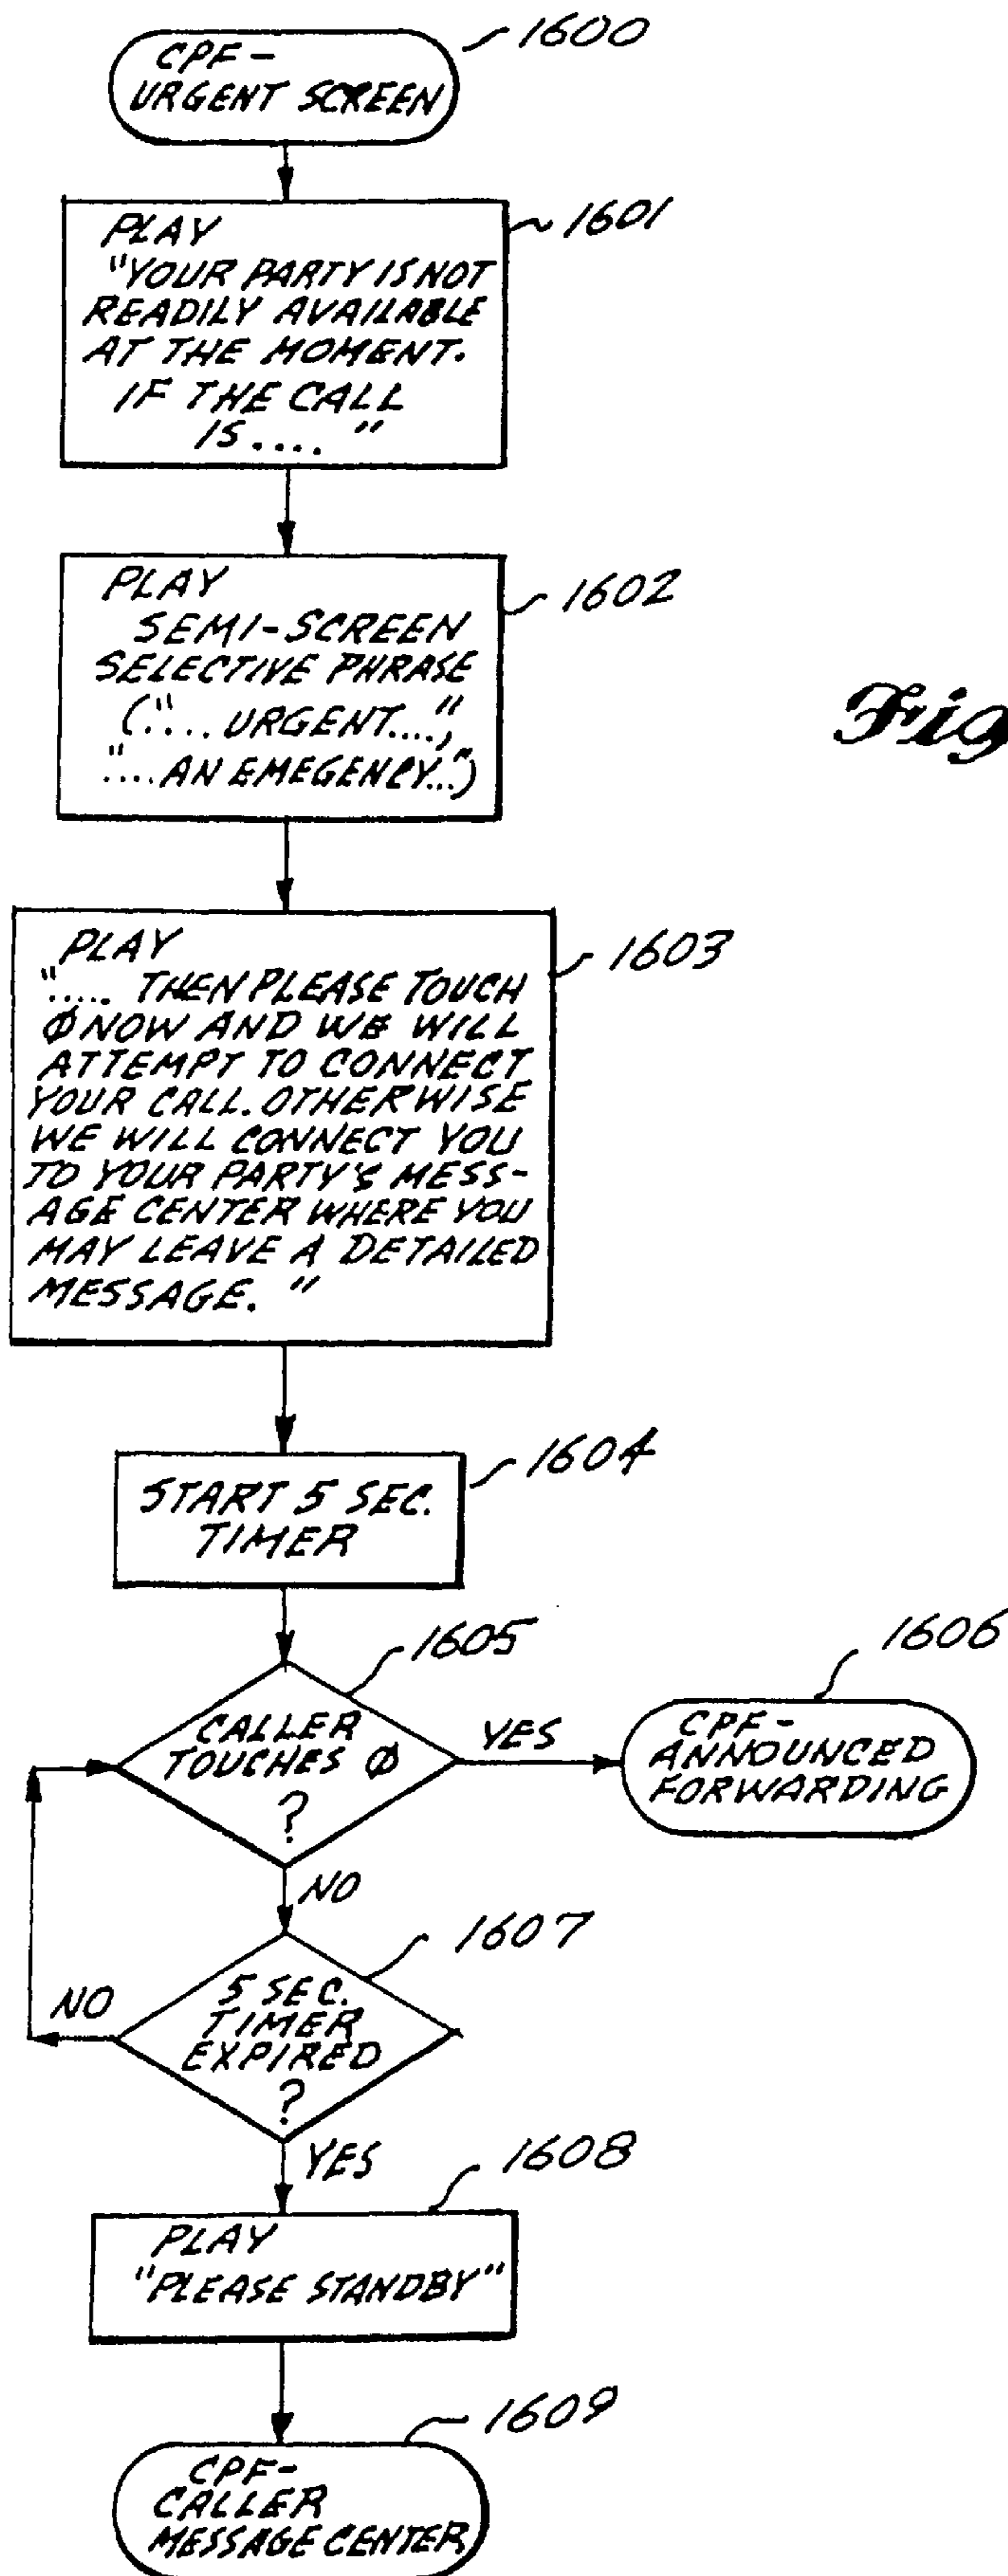 1600
CPF-
URGENT SCREEN
1601
PLAY
"YOUR PARTY IS NOT
READILY AVAILABLE
AT THE MOMENT.
IF THE CALL
IS...."
1602
PLAY
SEMI-SCREEN
SELECTIVE PHRASE
("....URGENT....,"
"....AN EMEGENCY...")
Fig
1603
PLAY
"..... THEN PLEASE TOUCH
Ø NOW AND WE WILL
ATTEMPT TO CONNECT
YOUR CALL. OTHERWISE
WE WILL CONNECT YOU
TO YOUR PARTY'S MESS-
AGE CENTER WHERE YOU
MAY LEAVE A DETAILED
MESSAGE."
1604
START 5 SEC.
TIMER
1605
CALLER
TOUCHES Ø
?
YES
1606
CPF-
ANNOUNCED
FORWARDING
NO
1607
5 SEC.
TIMER
EXPIRED
?
NO
YES
1608
PLAY
"PLEASE STANDBY"
1609
CPF-
CALLER
MESSAGE CENTER